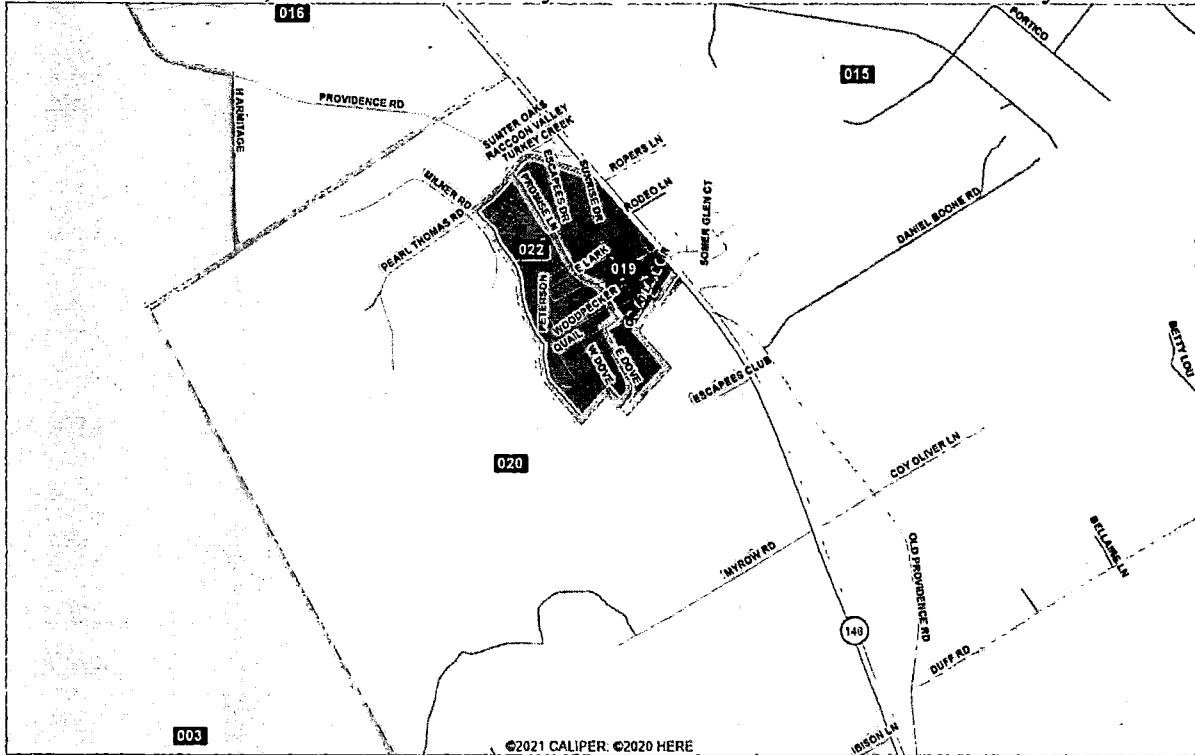 016
PORTICO
015
HARMITAGE
PROVIDENCE RD
SUMTER OAKS
RACCOON VALLEY
TURKEY CREEK
ROPERS LN
MILNER RD
PROMISE LN
ESCAPEES DR
SUNRISE DR
RODEO LN
SOMER GLEN CT
DANIEL BOONE RD
PEARL THOMAS RD
022
E LARK
019
PETERSON
WOODPECKER
QUAIL
W DOVE
E DOVE
ESCAPEES CLUB
BETTY LOU
020
COY OLIVER LN
MYROW RD
OLD PROVIDENCE RD
BELLAIRE LN
146
DUFF RD
003
©2021 CALIPER; ©2020 HERE
IBISON LN